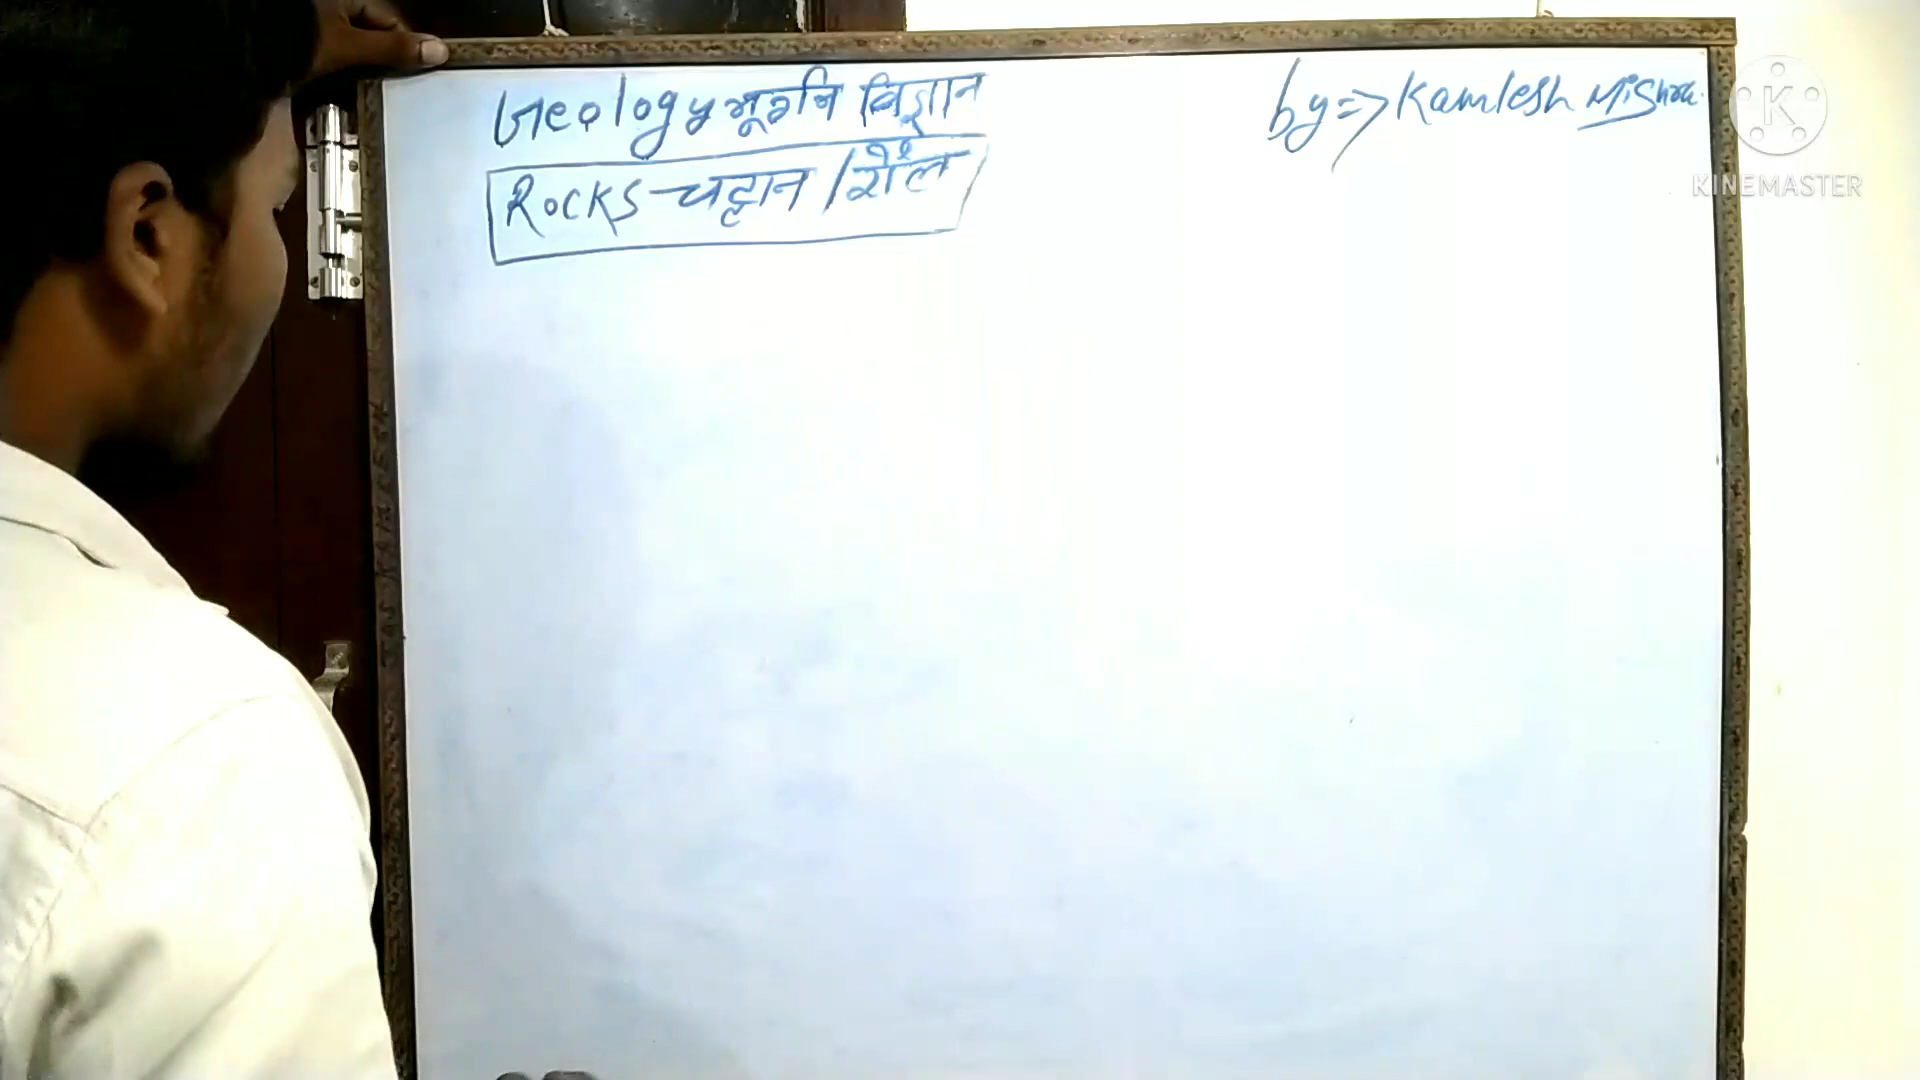 Geology भूगर्भ विज्ञान
by => Kamlesh Mishra.
ROCKS - चट्टान / शैल
K
KINEMASTER